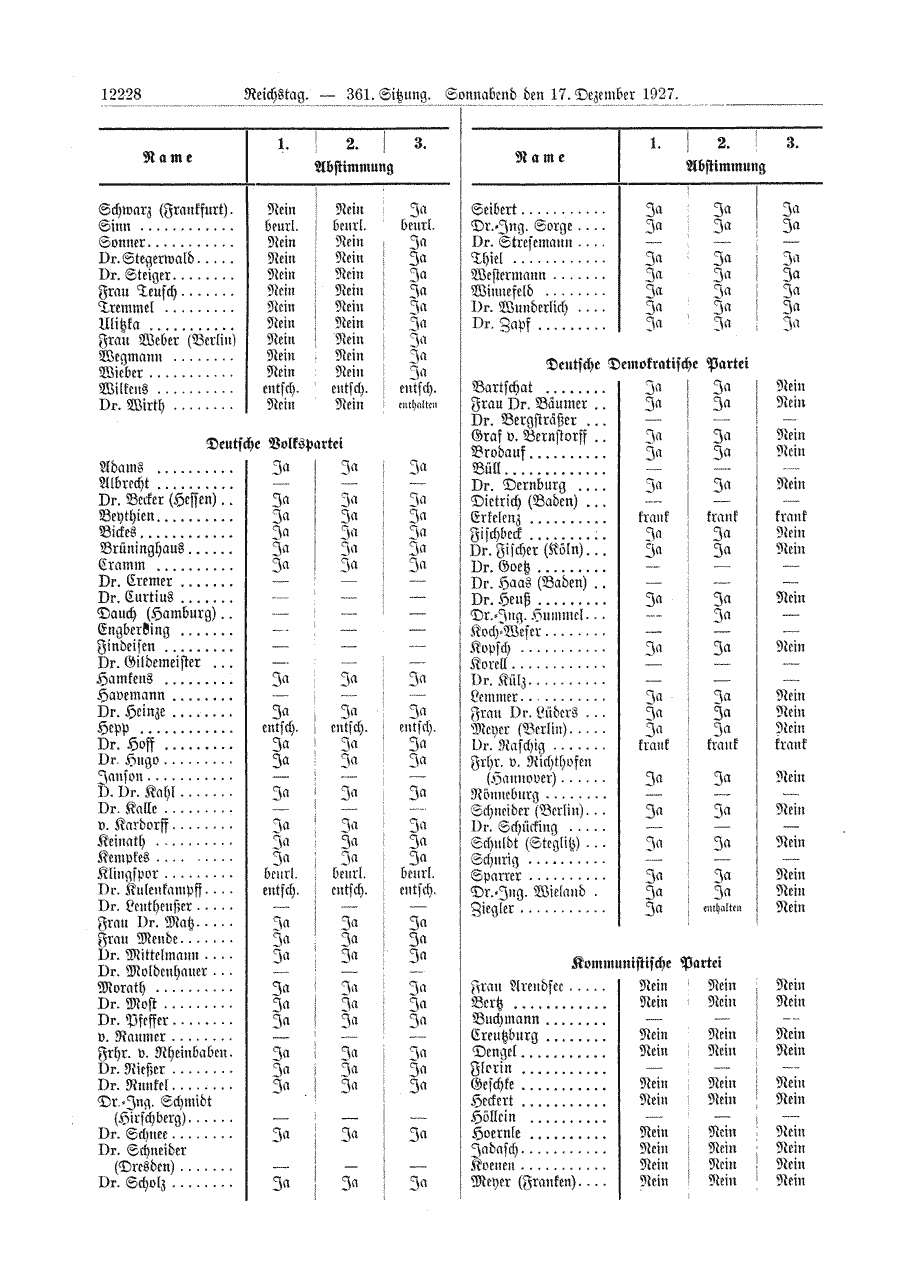 12228 Reichstag. — 361. Sitzung. Sonnabend den 17. Dezember 1927.
Name 1. 2. 3.
Abstimmung
Schwarz (Frankfurt). Nein Nein Ja
Sinn ............ beurl. beurl. beurl.
Sonner........... Nein Nein Ja
Dr. Stegerwald..... Nein Nein Ja
Dr. Steiger........ Nein Nein Ja
Frau Teusch....... Nein Nein Ja
Tremmel ......... Nein Nein Ja
Ulitzka ........... Nein Nein Ja
Frau Weber (Berlin) Nein Nein Ja
Wegmann ........ Nein Nein Ja
Wieber ........... Nein Nein Ja
Wilkens .......... entsch. entsch. entsch.
Dr. Wirth ........ Nein Nein enthalten
Deutsche Volkspartei
Adams .......... Ja Ja Ja
Albrecht .......... — — —
Dr. Becker (Hessen) .. Ja Ja Ja
Beythien.......... Ja Ja Ja
Bickes............ Ja Ja Ja
Brüninghaus...... Ja Ja Ja
Cramm .......... Ja Ja Ja
Dr. Cremer ....... — — —
Dr. Curtius ....... — — —
Dauch (Hamburg) .. — — —
Engberding ....... — — —
Findeisen ......... — — —
Dr. Gildemeister ... — — —
Hamkens ......... Ja Ja Ja
Havemann ........ — — —
Dr. Heinze ........ Ja Ja Ja
Hepp ............ entsch. entsch. entsch.
Dr. Hoff ......... Ja Ja Ja
Dr. Hugo......... Ja Ja Ja
Janson........... — — —
D. Dr. Kahl ....... Ja Ja Ja
Dr. Kalle ......... — — —
v. Kardorff........ Ja Ja Ja
Keinath .......... Ja Ja Ja
Kempkes .... ..... Ja Ja Ja
Klingspor ......... beurl. beurl. beurl.
Dr. Kulenkampff.... entsch. entsch. entsch.
Dr. Leutheußer ..... — — —
Frau Dr. Matz..... Ja Ja Ja
Frau Mende....... Ja Ja Ja
Dr. Mittelmann .... Ja Ja Ja
Dr. Moldenhauer ... — — —
Morath .......... Ja Ja Ja
Dr. Most ......... Ja Ja Ja
Dr. Pfeffer........ Ja Ja Ja
v. Raumer ........ — — —
Frhr. v. Rheinbaben. Ja Ja Ja
Dr. Rießer ........ Ja Ja Ja
Dr. Runkel........ Ja Ja Ja
Dr.-Ing. Schmidt
(Hirschberg)...... — — —
Dr. Schnee ........ Ja Ja Ja
Dr. Schneider
(Dresden) ....... — — —
Dr. Scholz ........ Ja Ja Ja
Name 1. 2. 3.
Abstimmung
Seibert........... Ja Ja Ja
Dr.-Ing. Sorge .... Ja Ja Ja
Dr. Stresemann .... — — —
Thiel ............ Ja Ja Ja
Westermann ....... Ja Ja Ja
Winnefeld ........ Ja Ja Ja
Dr. Wunderlich .... Ja Ja Ja
Dr. Zapf ......... Ja Ja Ja
Deutsche Demokratische Partei
Bartschat ........ Ja Ja Nein
Frau Dr. Bäumer .. Ja Ja Nein
Dr. Bergsträßer ... — — —
Graf v. Bernstorff .. Ja Ja Nein
Brodauf.......... Ja Ja Nein
Büll............. — — —
Dr. Dernburg .... Ja Ja Nein
Dietrich (Baden) ... — — —
Erkelenz .......... krank krank krank
Fischbeck ......... Ja Ja Nein
Dr. Fischer (Köln)... Ja Ja Nein
Dr. Goetz ......... — — —
Dr. Haas (Baden) .. — — —
Dr. Heuß ......... Ja Ja Nein
Dr.-Ing. Hummel... — Ja —
Koch-Weser........ — — —
Kopsch ........... Ja Ja Nein
Korell............ — — —
Dr. Külz.......... — — —
Lemmer........... Ja Ja Nein
Frau Dr. Lüders ... Ja Ja Nein
Meyer (Berlin)..... Ja Ja Nein
Dr. Raschig ....... krank krank krank
Frhr. v. Richthofen
(Hannover) ...... Ja Ja Nein
Rönneburg ........ — — —
Schneider (Berlin)... Ja Ja Nein
Dr. Schücking ..... — — —
Schuldt (Steglitz) ... Ja Ja Nein
Schurig .......... — — —
Sparrer .......... Ja Ja Nein
Dr.-Ing. Wieland . Ja Ja Nein
Ziegler ........... Ja enthalten Nein
Kommunistische Partei
Frau Arendsee ..... Nein Nein Nein
Bertz ............ Nein Nein Nein
Buchmann ........ — — —
Creutzburg ........ Nein Nein Nein
Dengel........... Nein Nein Nein
Florin ........... — — —
Geschke .......... Nein Nein Nein
Heckert .......... Nein Nein Nein
Höllein .......... — — —
Hoernle .......... Nein Nein Nein
Jadasch........... Nein Nein Nein
Koenen ........... Nein Nein Nein
Meyer (Franken).... Nein Nein Nein